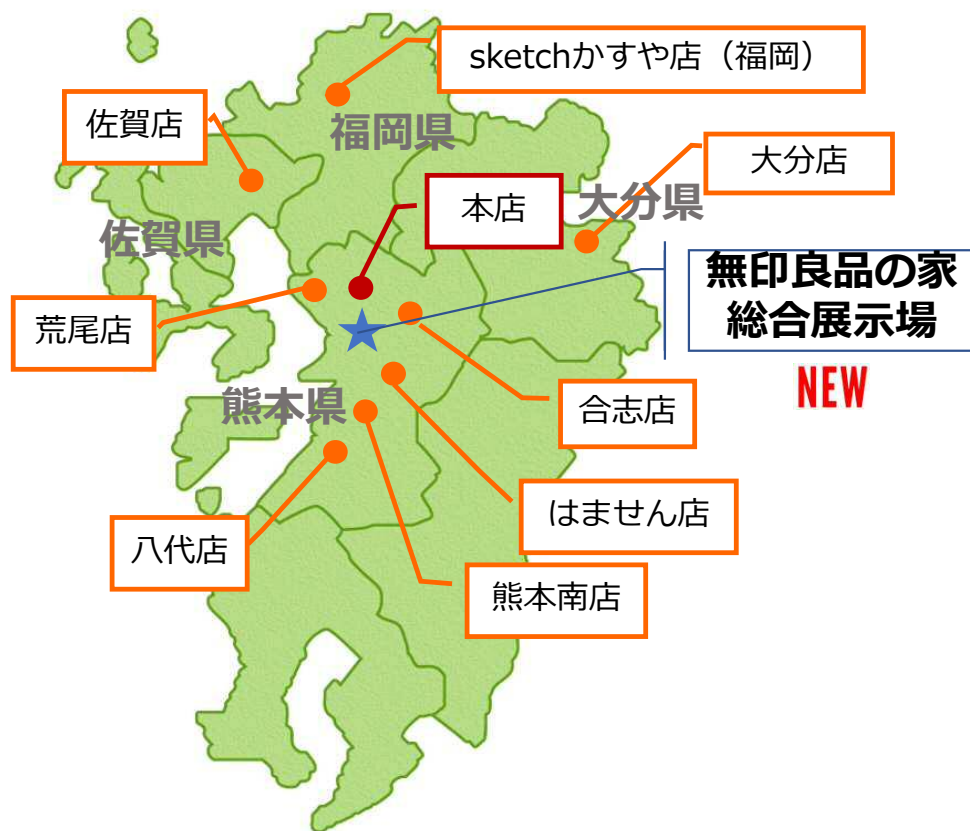 sketchかすや店（福岡）
佐賀店
福岡県
大分店
本店
大分県
佐賀県
無印良品の家
総合展示場
荒尾店
NEW
熊本県
合志店
はません店
八代店
熊本南店